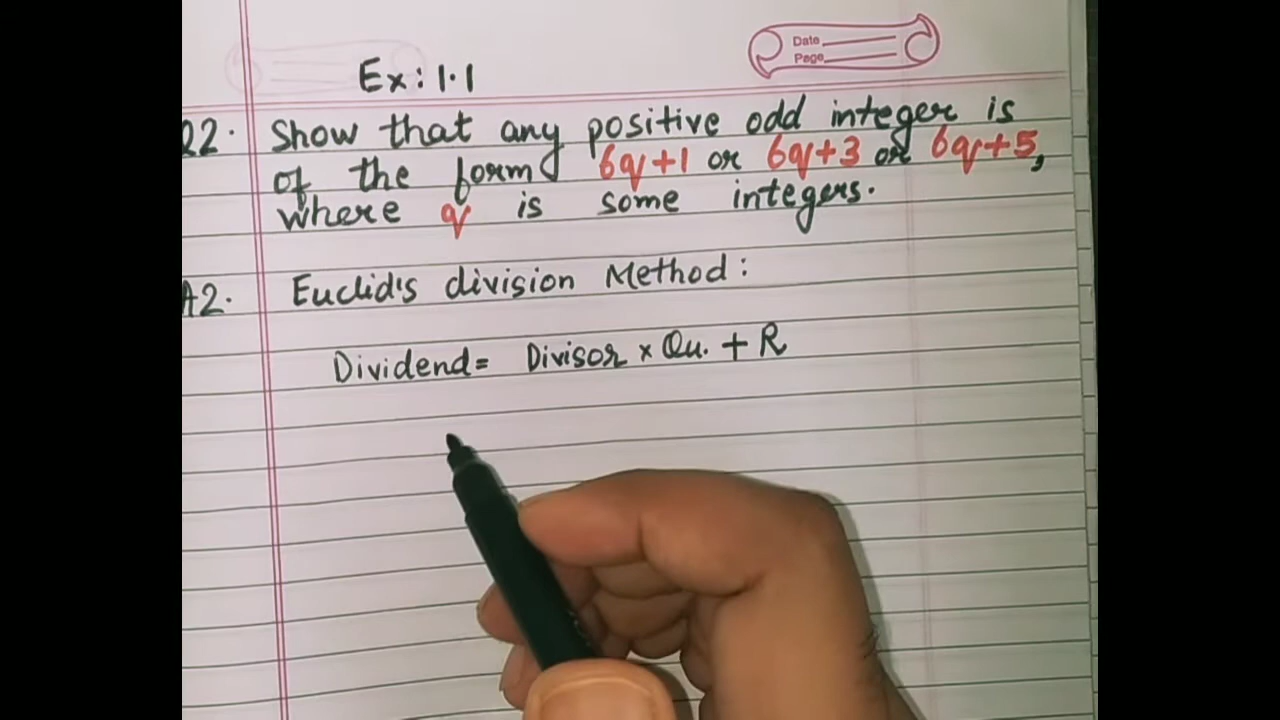 Date
Page
Ex: 1.1
Q2. Show that any positive odd integer is
of the form 6q+1 or 6q+3 or 6q+5,
where q is some integers.
A2. Euclid's division Method:
Dividend= Divisor × Qu. + R